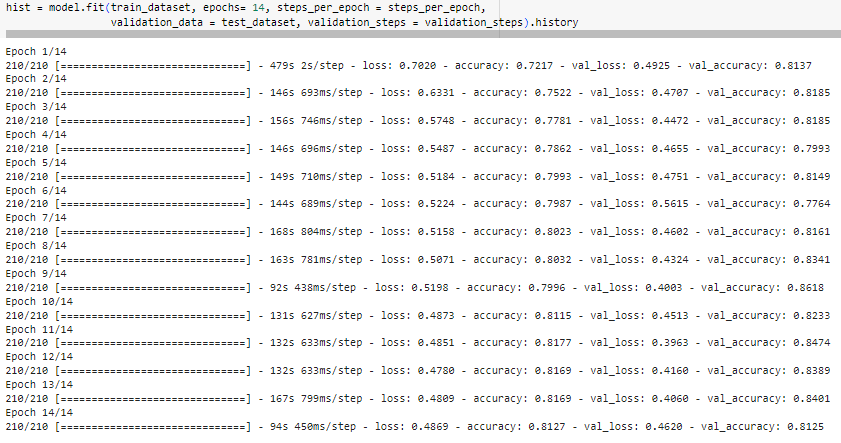 hist = model.fit(train_dataset, epochs= 14, steps_per_epoch = steps_per_epoch,
validation_data = test_dataset, validation_steps = validation_steps).history
Epoch 1/14
210/210 [==============================] - 479s 2s/step - loss: 0.7020 - accuracy: 0.7217 - val_loss: 0.4925 - val_accuracy: 0.8137
Epoch 2/14
210/210 [==============================] - 146s 693ms/step - loss: 0.6331 - accuracy: 0.7522 - val_loss: 0.4707 - val_accuracy: 0.8185
Epoch 3/14
210/210 [==============================] - 156s 746ms/step - loss: 0.5748 - accuracy: 0.7781 - val_loss: 0.4472 - val_accuracy: 0.8185
Epoch 4/14
210/210 [==============================] - 146s 696ms/step - loss: 0.5487 - accuracy: 0.7862 - val_loss: 0.4655 - val_accuracy: 0.7993
Epoch 5/14
210/210 [==============================] - 149s 710ms/step - loss: 0.5184 - accuracy: 0.7993 - val_loss: 0.4751 - val_accuracy: 0.8149
Epoch 6/14
210/210 [==============================] - 144s 689ms/step - loss: 0.5224 - accuracy: 0.7987 - val_loss: 0.5615 - val_accuracy: 0.7764
Epoch 7/14
210/210 [==============================] - 168s 804ms/step - loss: 0.5158 - accuracy: 0.8023 - val_loss: 0.4602 - val_accuracy: 0.8161
Epoch 8/14
210/210 [==============================] - 163s 781ms/step - loss: 0.5071 - accuracy: 0.8032 - val_loss: 0.4324 - val_accuracy: 0.8341
Epoch 9/14
210/210 [==============================] - 92s 438ms/step - loss: 0.5198 - accuracy: 0.7996 - val_loss: 0.4003 - val_accuracy: 0.8618
Epoch 10/14
210/210 [==============================] - 131s 627ms/step - loss: 0.4873 - accuracy: 0.8115 - val_loss: 0.4513 - val_accuracy: 0.8233
Epoch 11/14
210/210 [==============================] - 132s 633ms/step - loss: 0.4851 - accuracy: 0.8177 - val_loss: 0.3963 - val_accuracy: 0.8474
Epoch 12/14
210/210 [==============================] - 132s 633ms/step - loss: 0.4780 - accuracy: 0.8169 - val_loss: 0.4160 - val_accuracy: 0.8389
Epoch 13/14
210/210 [==============================] - 167s 799ms/step - loss: 0.4809 - accuracy: 0.8169 - val_loss: 0.4060 - val_accuracy: 0.8401
Epoch 14/14
210/210 [==============================] - 94s 450ms/step - loss: 0.4869 - accuracy: 0.8127 - val_loss: 0.4620 - val_accuracy: 0.8125